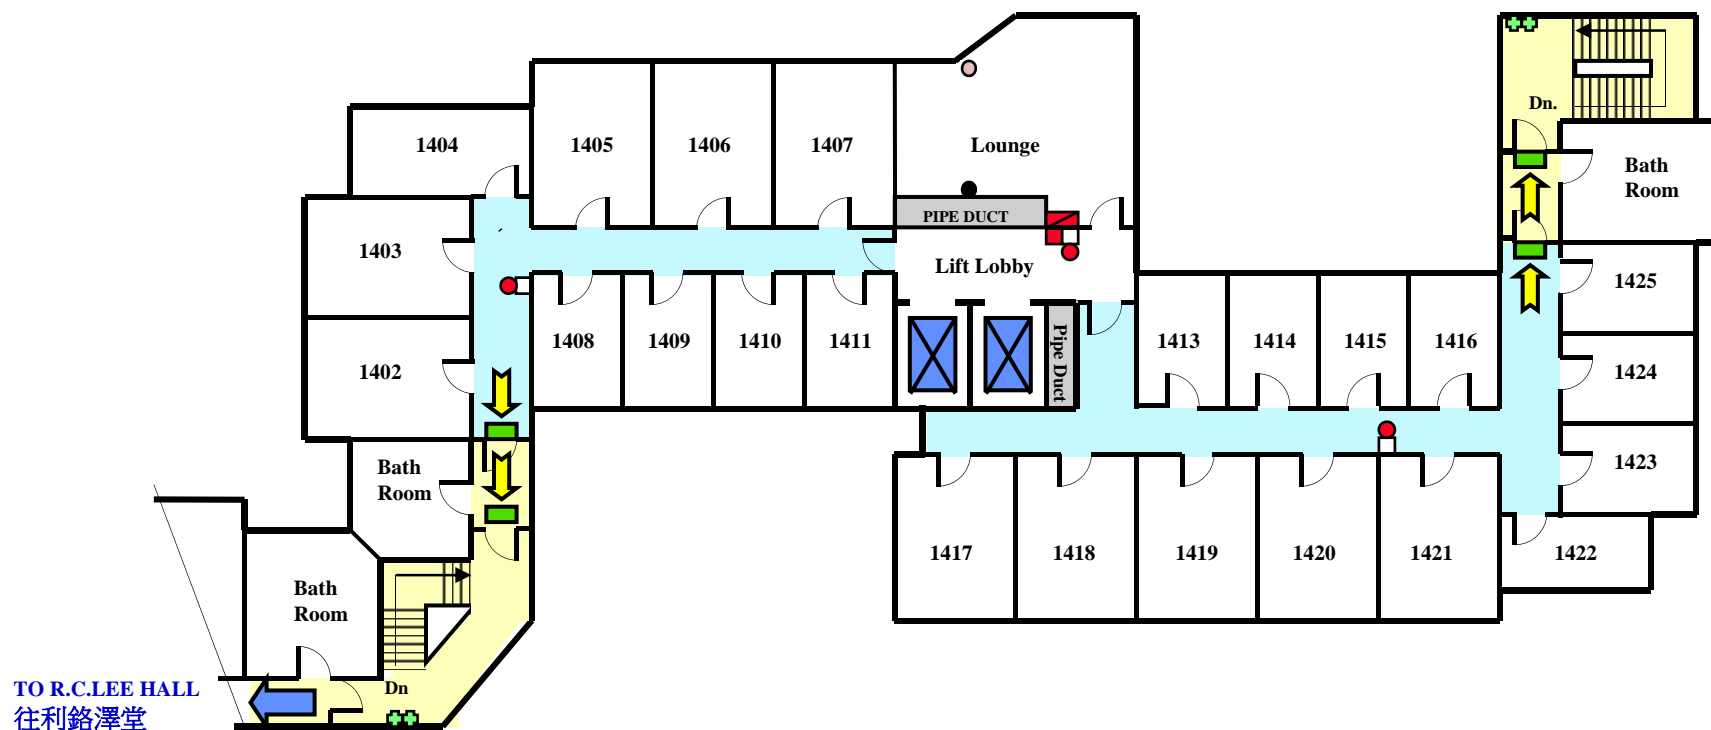 Dn.
1404
1405
1406
1407
Lounge
Bath
Room
PIPE DUCT
1403
Lift Lobby
1425
1408
1409
1410
1411
Pipe Duct
1413
1414
1415
1416
1402
1424
Bath
Room
1423
1417
1418
1419
1420
1421
1422
Bath
Room
Dn
TO R.C.LEE HALL
往利銘澤堂